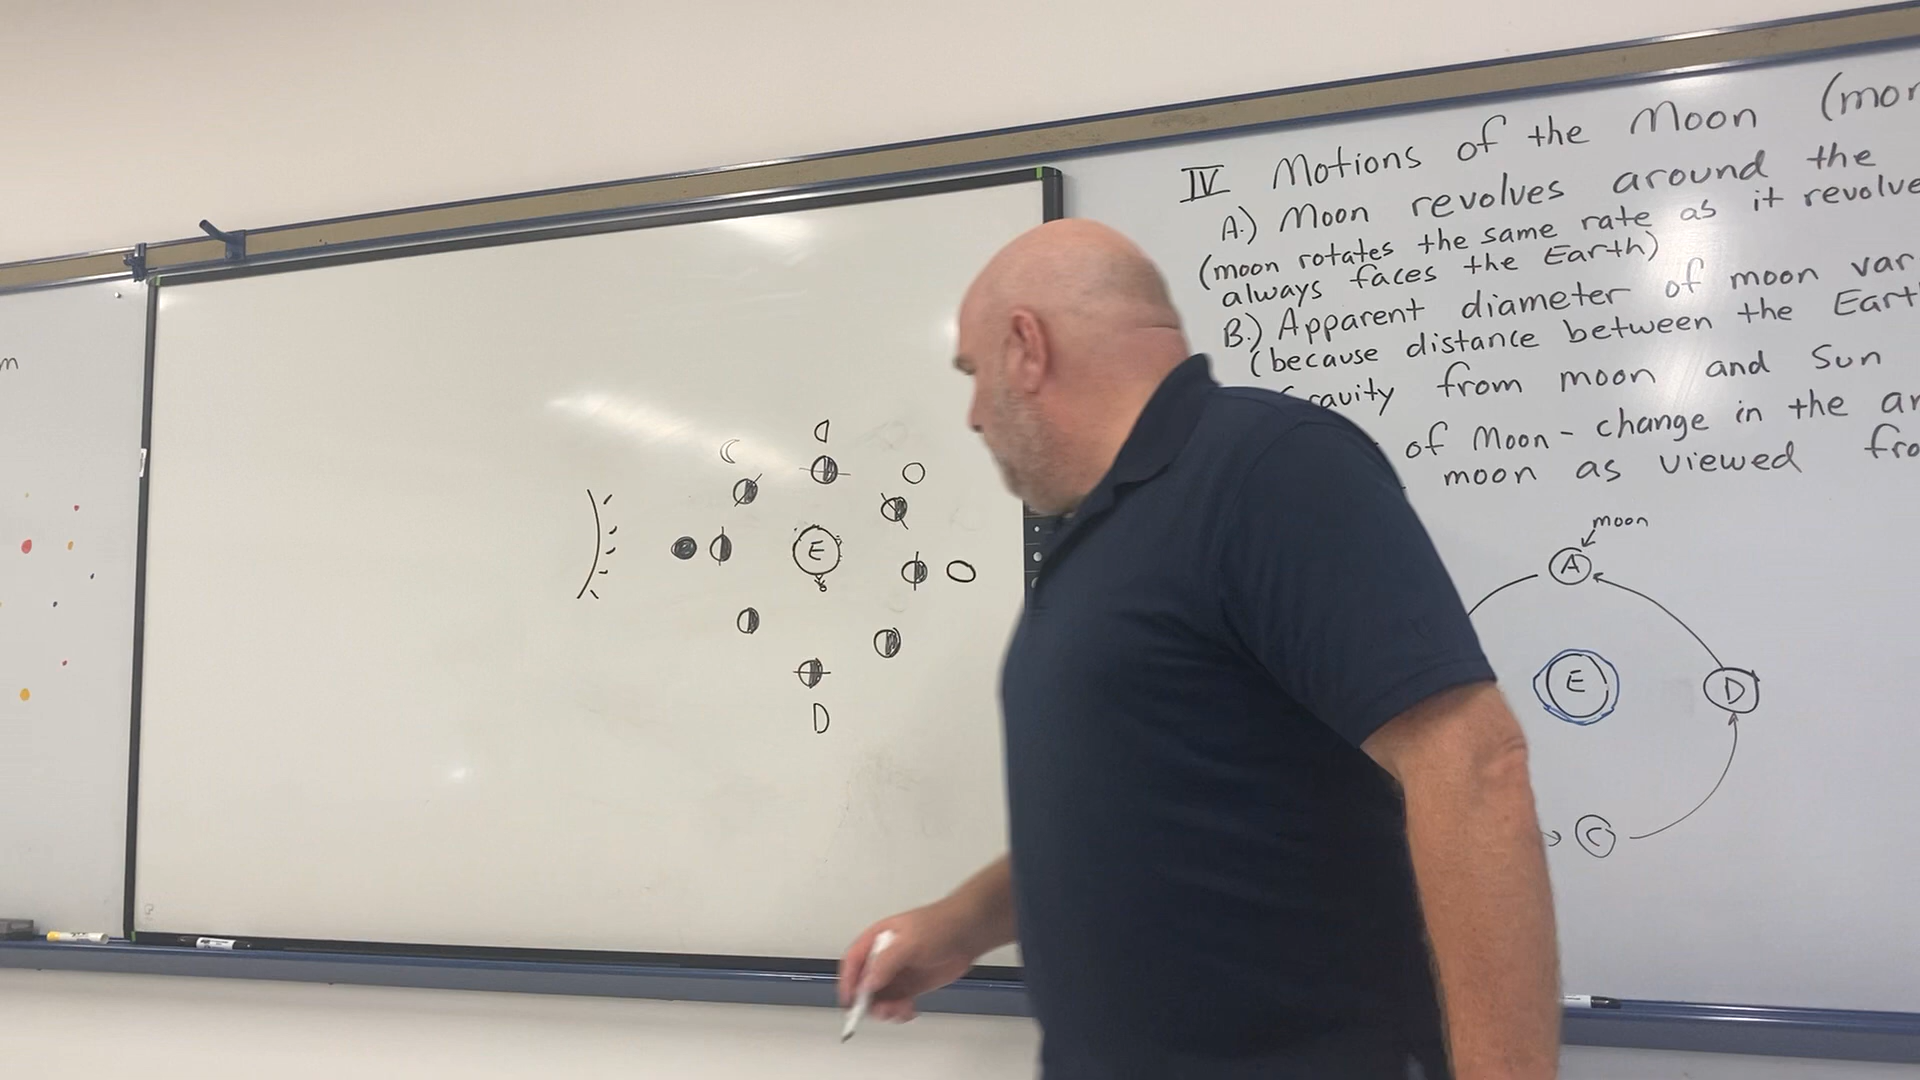 m
E
D
IV Motions of the Moon (mor
A.) Moon revolves around the
(moon rotates the same rate as it revolve
always faces the Earth)
B.) Apparent diameter of moon var
(because distance between the Eart
ravity from moon and Sun
of Moon - change in the ar
moon as viewed fro
moon
A
E
D
C